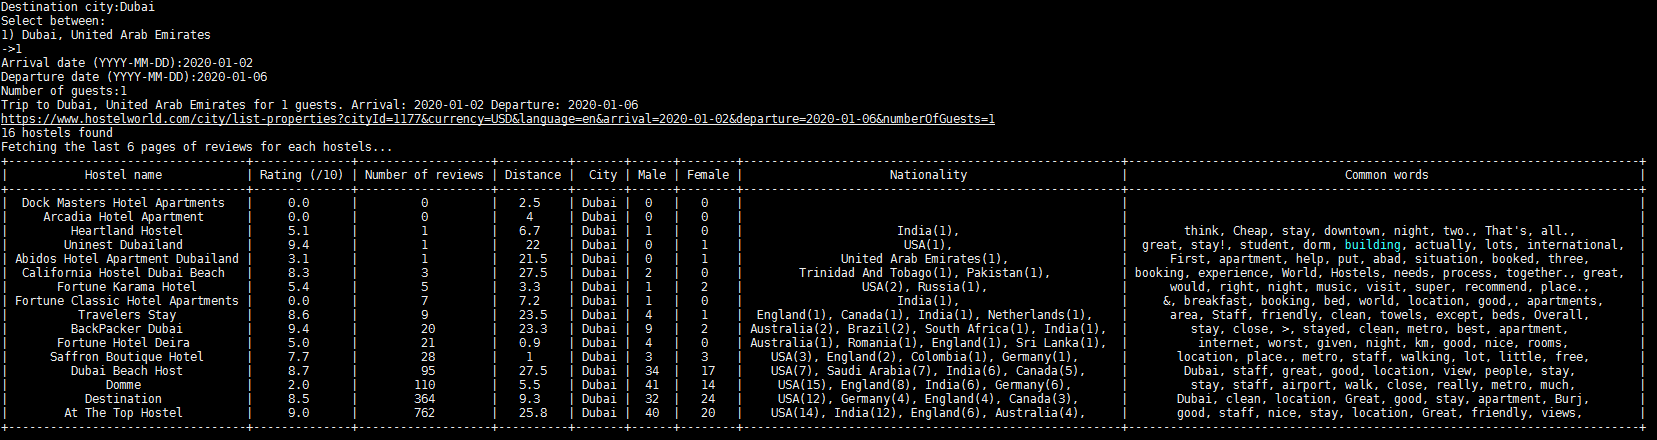 Destination city:Dubai
Select between:
1) Dubai, United Arab Emirates
->1
Arrival date (YYYY-MM-DD):2020-01-02
Departure date (YYYY-MM-DD):2020-01-06
Number of guests:1
Trip to Dubai, United Arab Emirates for 1 guests. Arrival: 2020-01-02 Departure: 2020-01-06
https://www.hostelworld.com/city/list-properties?cityId=1177&currency=USD&language=en&arrival=2020-01-02&departure=2020-01-06&numberOfGuests=1
16 hostels found
Fetching the last 6 pages of reviews for each hostels...
| Hostel name | Rating (/10) | Number of reviews | Distance | City | Male | Female | Nationality | Common words |
| Dock Masters Hotel Apartments | 0.0 | 0 | 2.5 | Dubai | 0 | 0 | | |
| Arcadia Hotel Apartment | 0.0 | 0 | 4 | Dubai | 0 | 0 | | |
| Heartland Hostel | 5.1 | 1 | 6.7 | Dubai | 1 | 0 | India(1), | think, Cheap, stay, downtown, night, two., That's, all., |
| Uninest Dubailand | 9.4 | 1 | 22 | Dubai | 0 | 1 | USA(1), | great, stay!, student, dorm, building, actually, lots, international, |
| Abidos Hotel Apartment Dubailand | 3.1 | 1 | 21.5 | Dubai | 0 | 1 | United Arab Emirates(1), | First, apartment, help, put, abad, situation, booked, three, |
| California Hostel Dubai Beach | 8.3 | 3 | 27.5 | Dubai | 2 | 0 | Trinidad And Tobago(1), Pakistan(1), | booking, experience, World, Hostels, needs, process, together., great, |
| Fortune Karama Hotel | 5.4 | 5 | 3.3 | Dubai | 1 | 2 | USA(2), Russia(1), | would, right, night, music, visit, super, recommend, place., |
| Fortune Classic Hotel Apartments | 0.0 | 7 | 7.2 | Dubai | 1 | 0 | India(1), | &, breakfast, booking, bed, world, location, good,, apartments, |
| Travelers Stay | 8.6 | 9 | 23.5 | Dubai | 4 | 1 | England(1), Canada(1), India(1), Netherlands(1), | area, Staff, friendly, clean, towels, except, beds, Overall, |
| BackPacker Dubai | 9.4 | 20 | 23.3 | Dubai | 9 | 2 | Australia(2), Brazil(2), South Africa(1), India(1), | stay, close, >, stayed, clean, metro, best, apartment, |
| Fortune Hotel Deira | 5.0 | 21 | 0.9 | Dubai | 4 | 0 | Australia(1), Romania(1), England(1), Sri Lanka(1), | internet, worst, given, night, km, good, nice, rooms, |
| Saffron Boutique Hotel | 7.7 | 28 | 1 | Dubai | 3 | 3 | USA(3), England(2), Colombia(1), Germany(1), | location, place., metro, staff, walking, lot, little, free, |
| Dubai Beach Host | 8.7 | 95 | 27.5 | Dubai | 34 | 17 | USA(7), Saudi Arabia(7), India(6), Canada(5), | Dubai, staff, great, good, location, view, people, stay, |
| Domme | 2.0 | 110 | 5.5 | Dubai | 41 | 14 | USA(15), England(8), India(6), Germany(6), | stay, staff, airport, walk, close, really, metro, much, |
| Destination | 8.5 | 364 | 9.3 | Dubai | 32 | 24 | USA(12), Germany(4), England(4), Canada(3), | Dubai, clean, location, Great, good, stay, apartment, Burj, |
| At The Top Hostel | 9.0 | 762 | 25.8 | Dubai | 40 | 20 | USA(14), India(12), England(6), Australia(4), | good, staff, nice, stay, location, Great, friendly, views, |